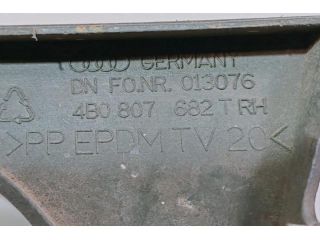 GERMANY
DN FO.NR. 013076
4B0 807 682 T RH
>PP EPDM TV 20<